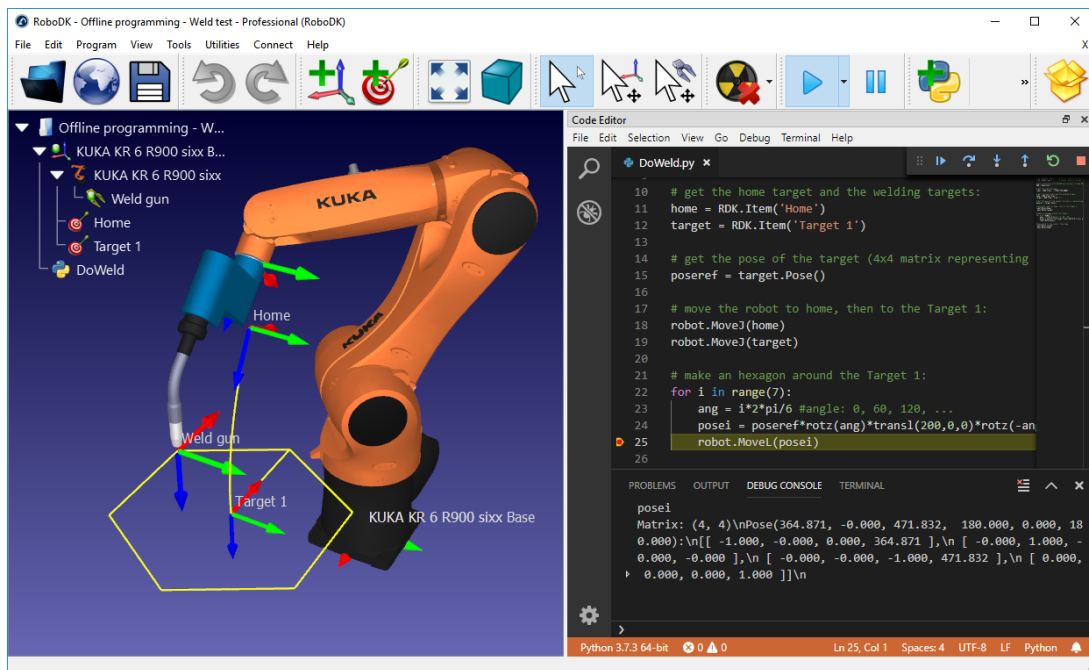 RoboDK - Offline programming - Weld test - Professional (RoboDK)
File Edit Program View Tools Utilities Connect Help
Offline programming - W...
KUKA KR 6 R900 sixx B...
KUKA KR 6 R900 sixx
Weld gun
Home
Target 1
DoWeld
KUKA
KUKA
Home
Weld gun
Target 1
KUKA KR 6 R900 sixx Base
Code Editor
File Edit Selection View Go Debug Terminal Help
DoWeld.py
10 # get the home target and the welding targets:
11 home = RDK.Item('Home')
12 target = RDK.Item('Target 1')
13
14 # get the pose of the target (4x4 matrix representing
15 poseref = target.Pose()
16
17 # move the robot to home, then to the Target 1:
18 robot.MoveJ(home)
19 robot.MoveJ(target)
20
21 # make an hexagon around the Target 1:
22 for i in range(7):
23 ang = i*2*pi/6 #angle: 0, 60, 120, ...
24 posei = poseref*rotz(ang)*transl(200,0,0)*rotz(-an
25 robot.MoveL(posei)
26
PROBLEMS OUTPUT DEBUG CONSOLE TERMINAL
posei
Matrix: (4, 4)\nPose(364.871, -0.000, 471.832, 180.000, 0.000, 18
0.000):\n[[ -1.000, -0.000, 0.000, 364.871 ],\n [ -0.000, 1.000, -
0.000, -0.000 ],\n [ -0.000, -0.000, -1.000, 471.832 ],\n [ 0.000,
0.000, 0.000, 1.000 ]]\n
Python 3.7.3 64-bit 0 0 Ln 25, Col 1 Spaces: 4 UTF-8 LF Python